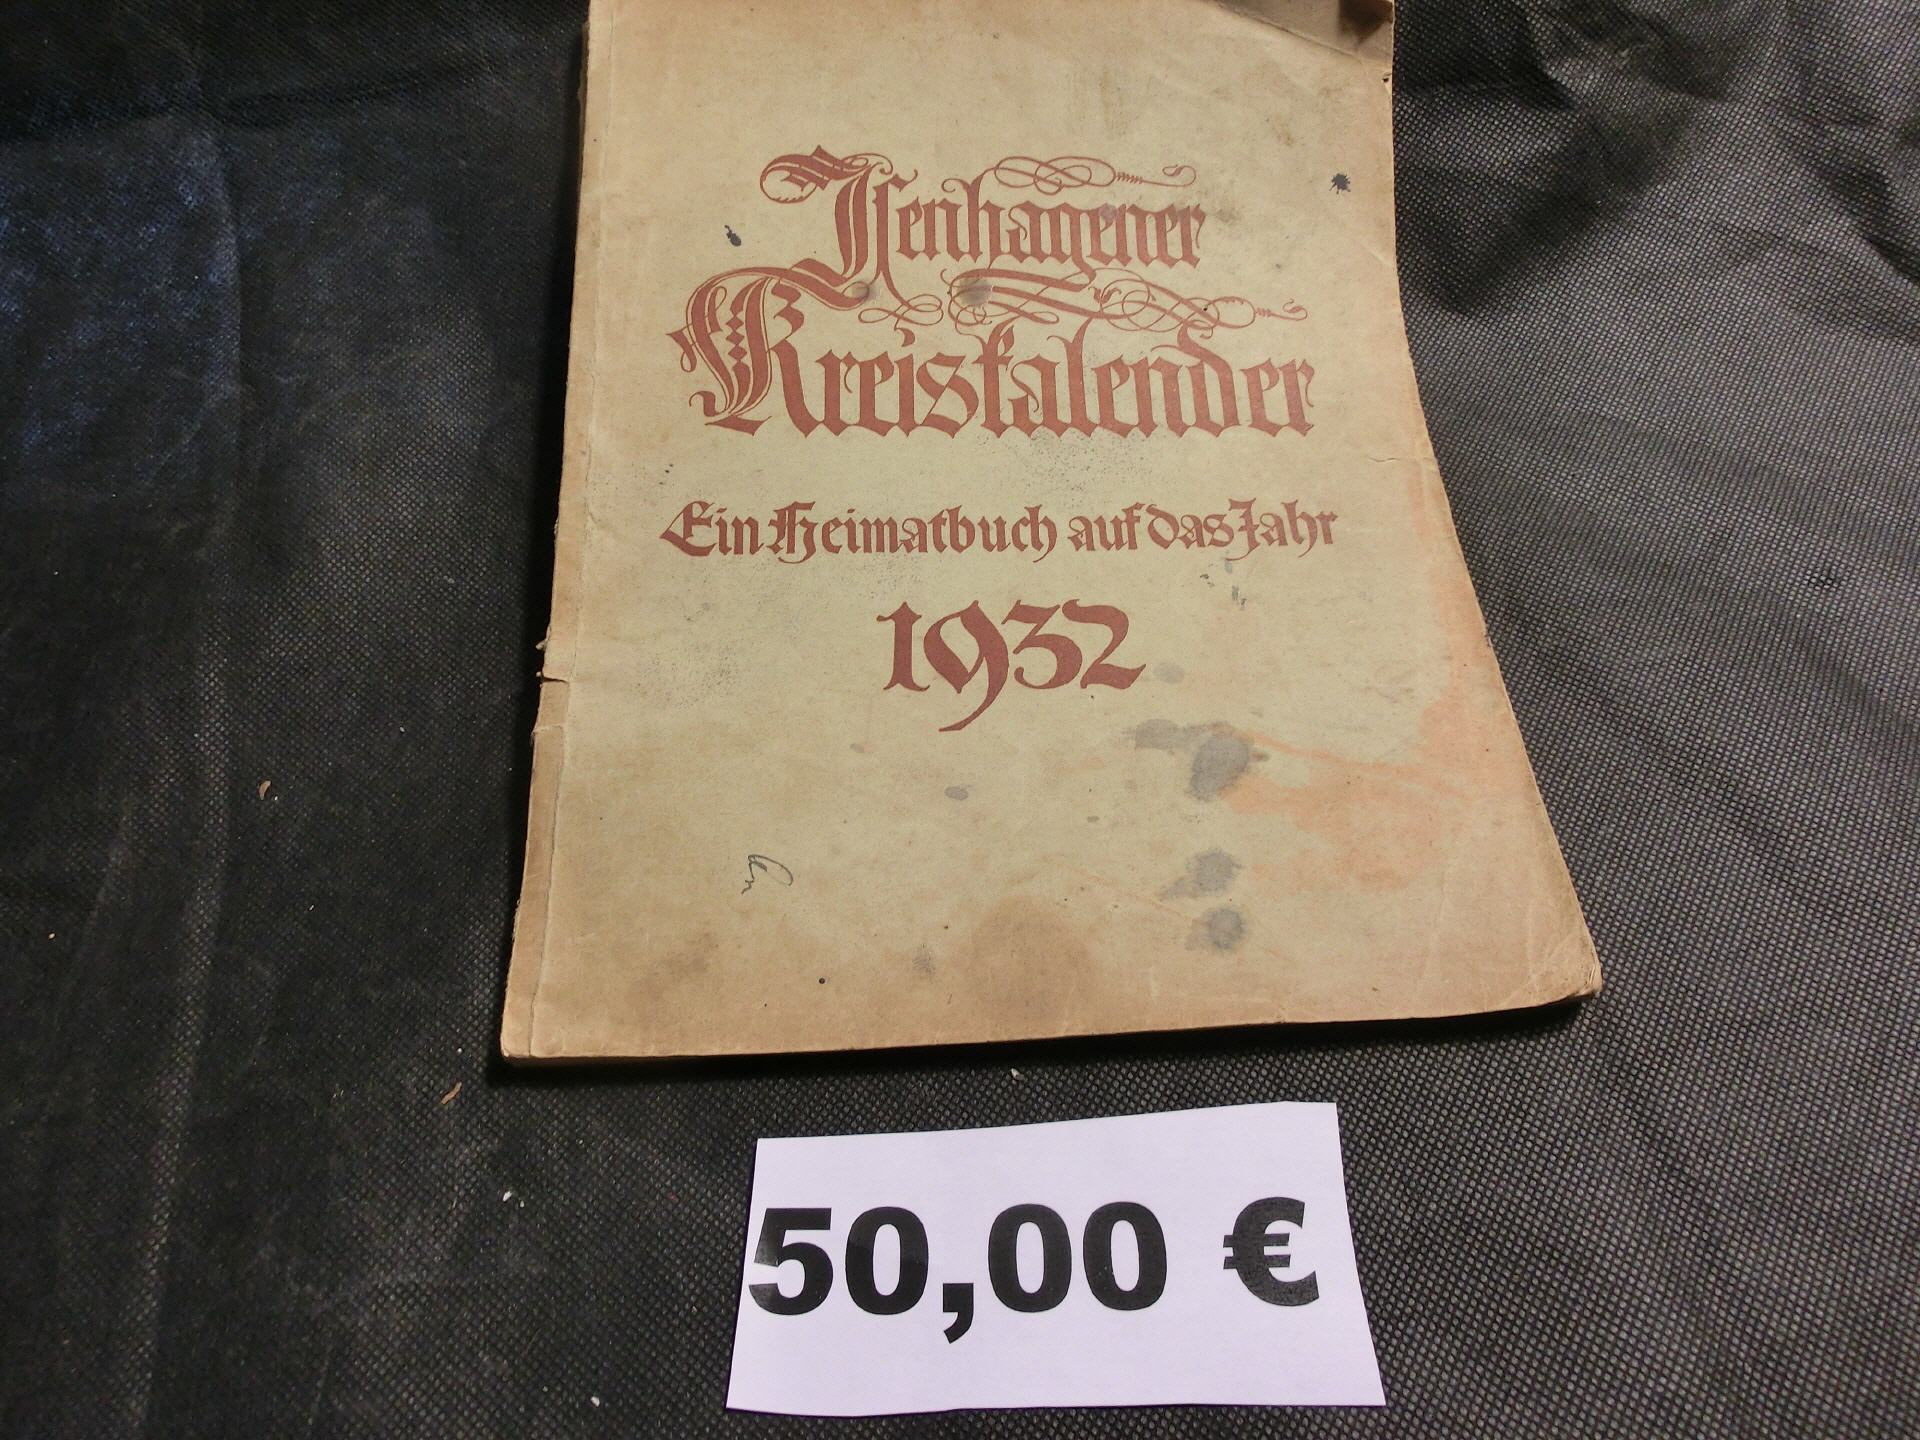 Isenhagener
Kreiskalender
Ein Heimatbuch auf das Jahr
1932
50,00 €